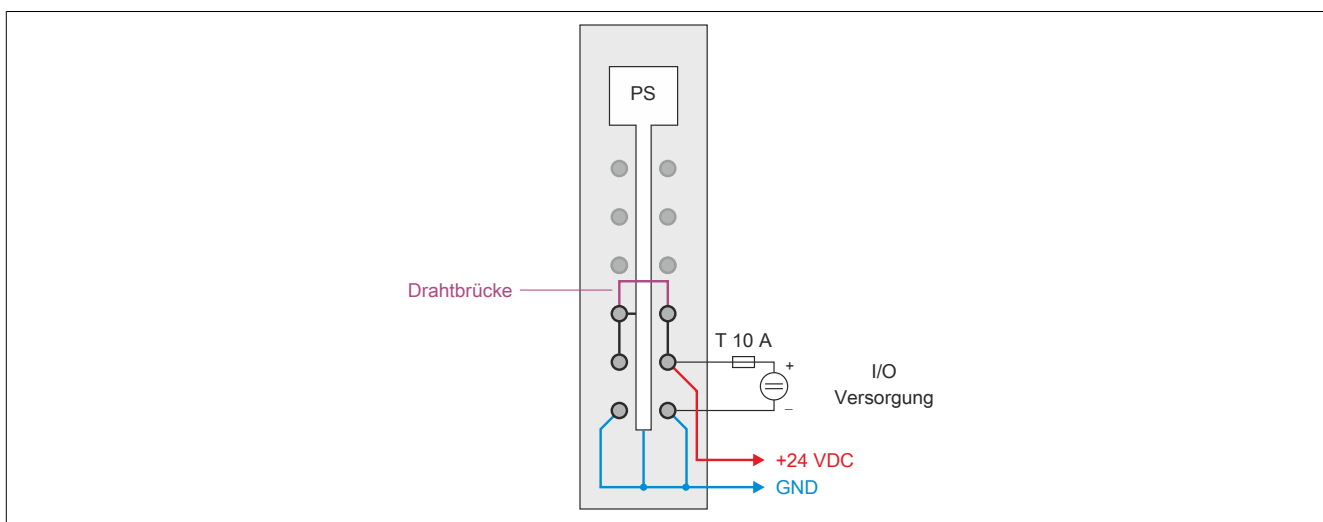 PS
Drahtbrücke
T 10 A
+
I/O
Versorgung
–
+24 VDC
GND